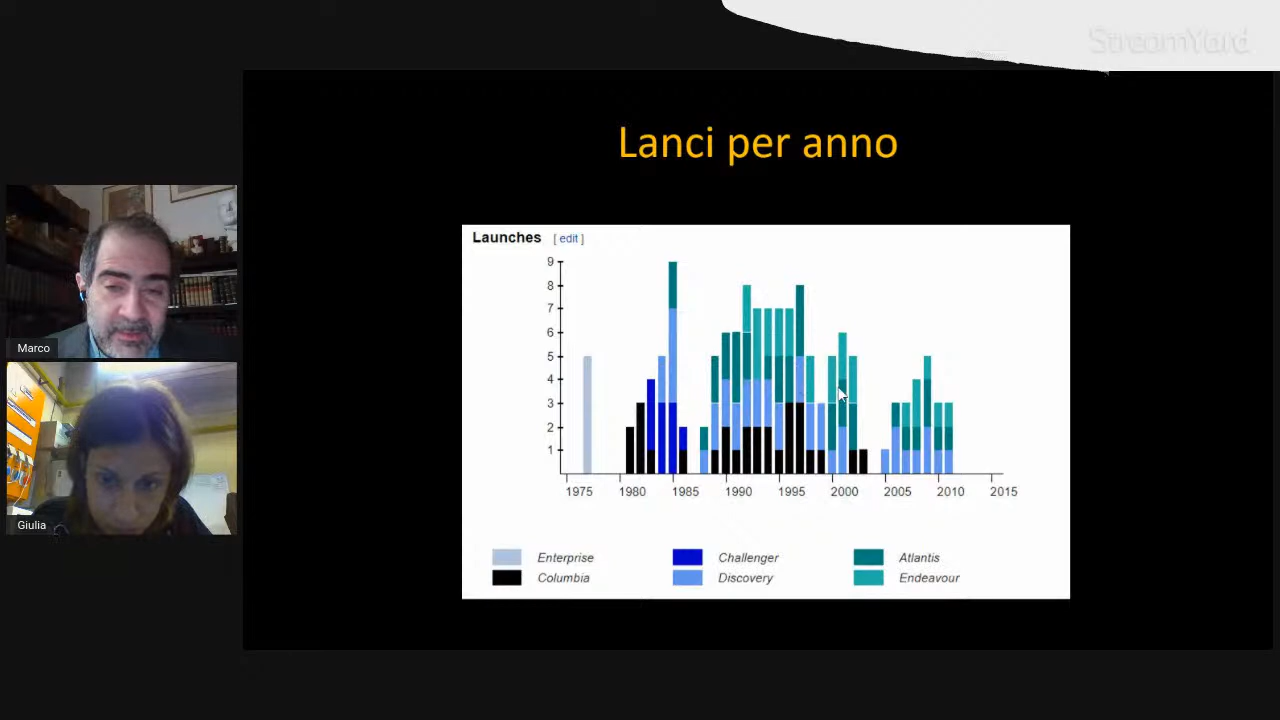 StreamYard
Lanci per anno
Launches [ edit ]
9
8
7
6
5
4
3
2
1
1975 1980 1985 1990 1995 2000 2005 2010 2015
Enterprise Challenger Atlantis
Columbia Discovery Endeavour
Marco
Giulia